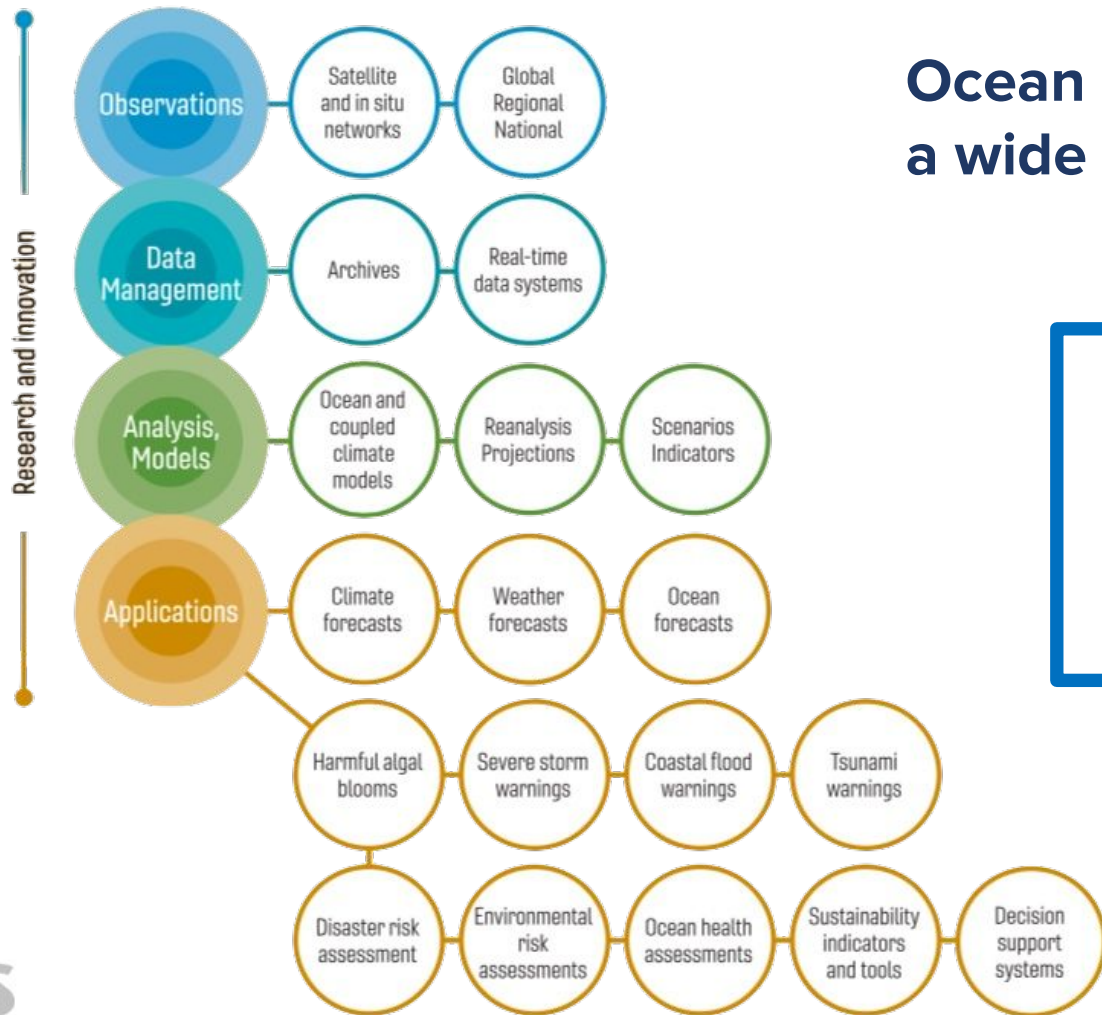 Ocean
a wide
Research and innovation
Observations
Satellite
and in situ
networks
Global
Regional
National
Data
Management
Archives
Real-time
data systems
Analysis,
Models
Ocean and
coupled
climate
models
Reanalysis
Projections
Scenarios
Indicators
Applications
Climate
forecasts
Weather
forecasts
Ocean
forecasts
Harmful algal
blooms
Severe storm
warnings
Coastal flood
warnings
Tsunami
warnings
Disaster risk
assessment
Environmental
risk
assessments
Ocean health
assessments
Sustainability
indicators
and tools
Decision
support
systems